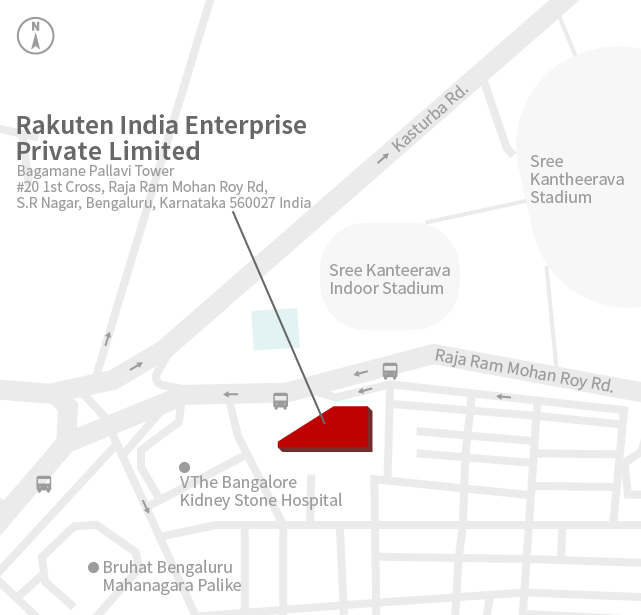 N
Rakuten India Enterprise
Private Limited
Bagamane Pallavi Tower
#20 1st Cross, Raja Ram Mohan Roy Rd,
S.R Nagar, Bengaluru, Karnataka 560027 India
Kasturba Rd.
Sree
Kantheerava
Stadium
Sree Kanteerava
Indoor Stadium
Raja Ram Mohan Roy Rd.
VThe Bangalore
Kidney Stone Hospital
Bruhat Bengaluru
Mahanagara Palike